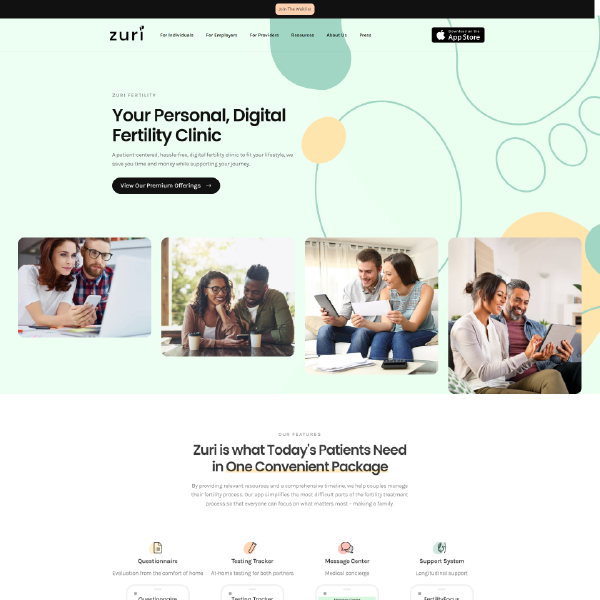 Join The Waitlist
zuri
For Individuals
For Employers
For Providers
Resources
About Us
Press
Download on the
App Store
ZURI FERTILITY
Your Personal, Digital
Fertility Clinic
A patient-centered, hassle-free, digital fertility clinic to fit your lifestyle, we
save you time and money while supporting your journey.
View Our Premium Offerings →
OUR FEATURES
Zuri is what Today's Patients Need
in One Convenient Package
By providing relevant resources and a comprehensive timeline, we help couples manage
their fertility process. Our app simplifies the most difficult parts of the fertility treatment
process so that everyone can focus on what matters most - making a family.
Questionnaire
Testing Tracker
Message Center
Support System
Evaluation from the comfort of home
At-home testing for both partners
Medical concierge
Longitudinal support
Questionnaire
Testing Tracker
FertilityFocus